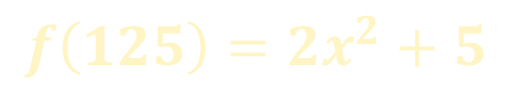 f(125) = 2x² + 5